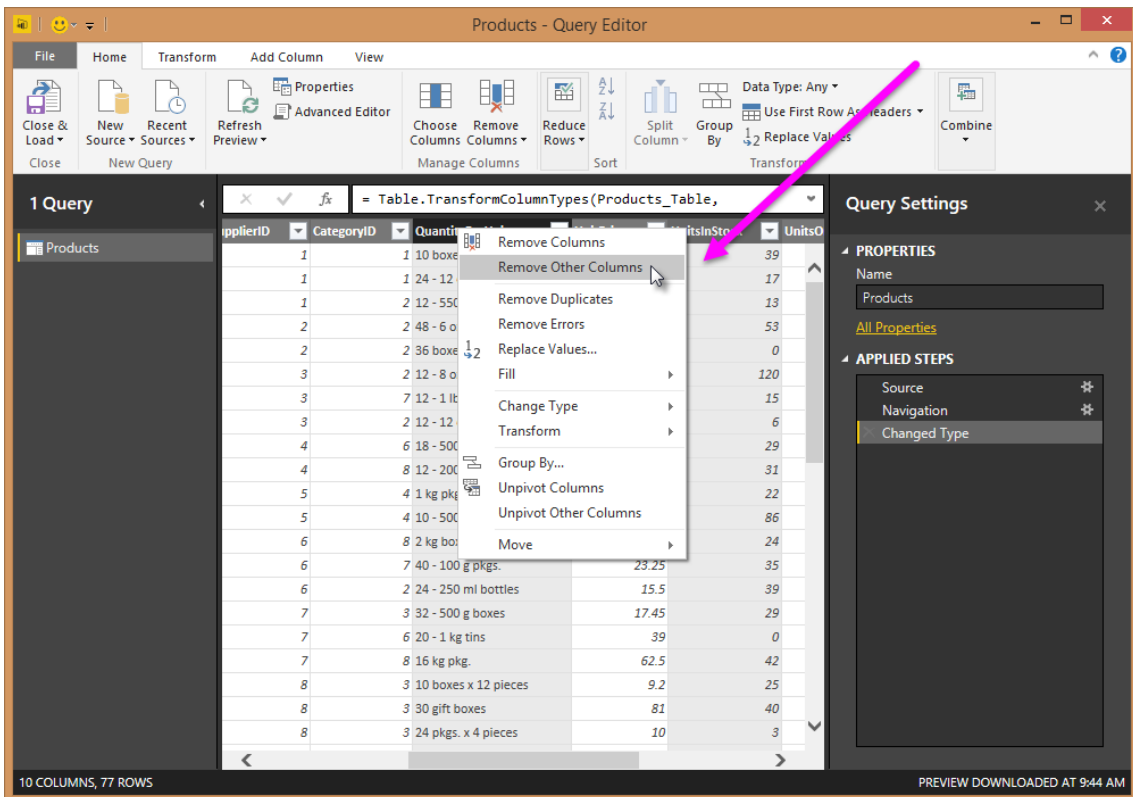 Products - Query Editor
File Home Transform Add Column View
Close & Load
New Source
Recent Sources
Refresh Preview
Properties
Advanced Editor
Choose Columns
Remove Columns
Reduce Rows
Split Column
Group By
Data Type: Any
Use First Row As Headers
1 2 Replace Values
Combine
Close
New Query
Manage Columns
Sort
Transform
1 Query
fx = Table.TransformColumnTypes(Products_Table,
Query Settings
Products
CategoryID
1 1 10 boxe 39
1 1 24 - 12 17
1 2 12 - 550 13
2 2 48 - 6 o 53
2 2 36 boxe 0
3 2 12 - 8 o 120
3 7 12 - 1 lb 15
3 2 12 - 12 6
4 6 18 - 500 29
4 8 12 - 200 31
5 4 1 kg pkg 22
5 4 10 - 500 86
6 8 2 kg box 24
6 7 40 - 100 g pkgs. 23.25 35
6 2 24 - 250 ml bottles 15.5 39
7 3 32 - 500 g boxes 17.45 29
7 6 20 - 1 kg tins 39 0
7 8 16 kg pkg. 62.5 42
8 3 10 boxes x 12 pieces 9.2 25
8 3 30 gift boxes 81 40
8 3 24 pkgs. x 4 pieces 10 3
Remove Columns
Remove Other Columns
Remove Duplicates
Remove Errors
1 2 Replace Values...
Fill
Change Type
Transform
Group By...
Unpivot Columns
Unpivot Other Columns
Move
PROPERTIES
Name
Products
All Properties
APPLIED STEPS
Source
Navigation
Changed Type
10 COLUMNS, 77 ROWS
PREVIEW DOWNLOADED AT 9:44 AM